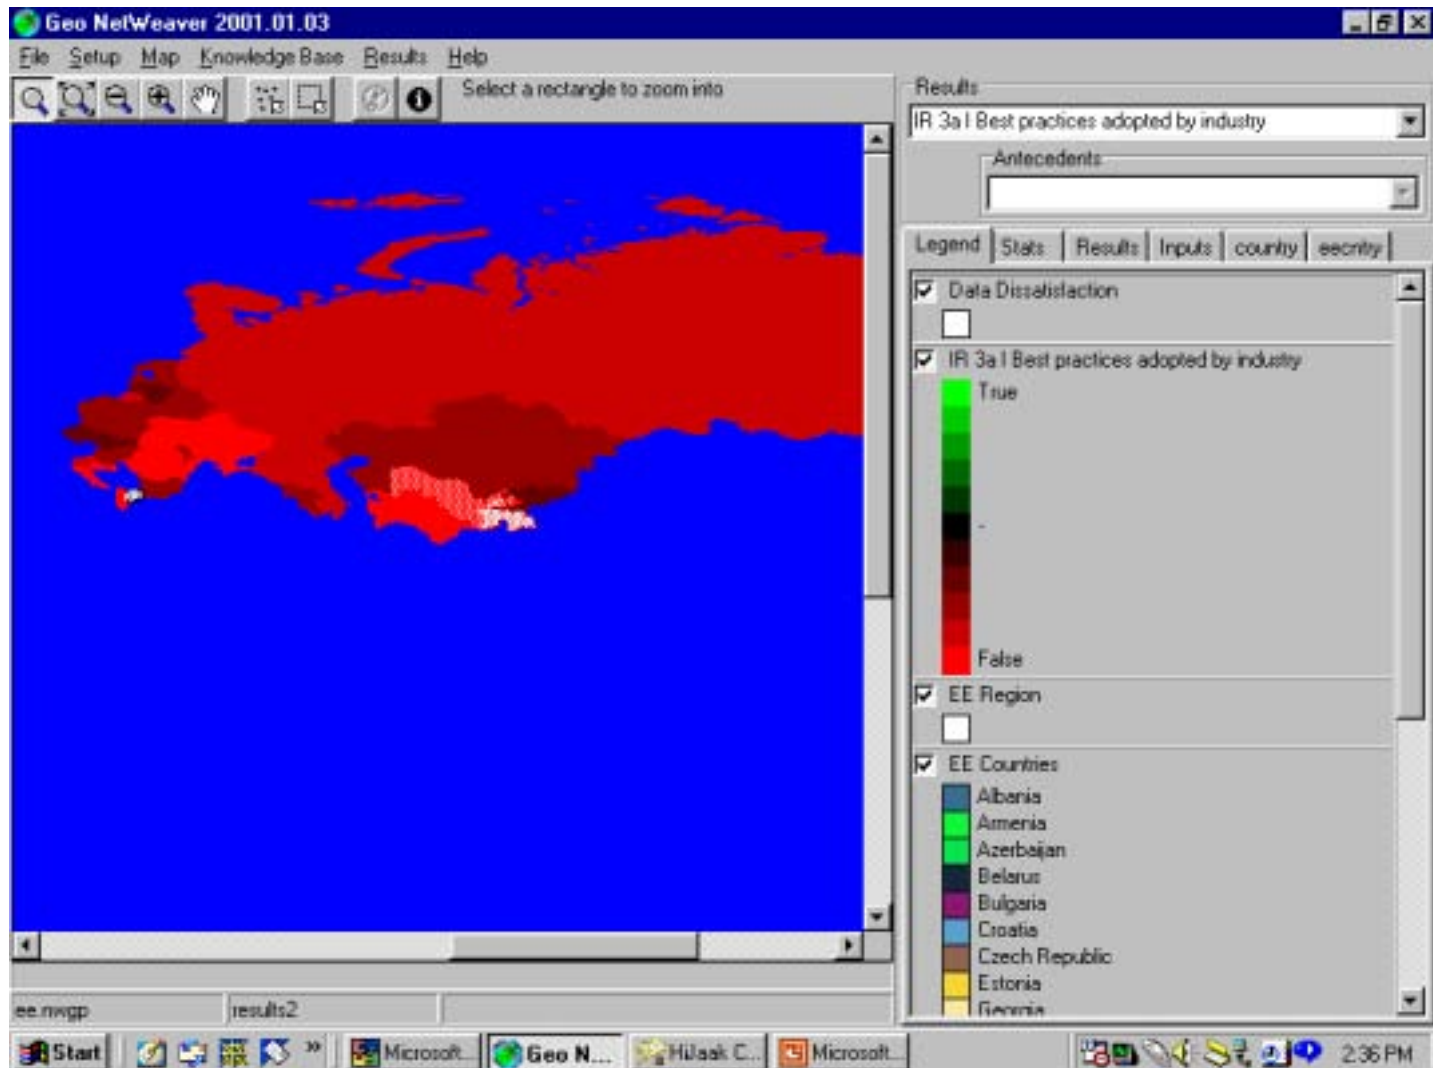 Geo NetWeaver 2001.01.03
File Setup Map Knowledge Base Results Help
Select a rectangle to zoom into
Results
IR 3a I Best practices adopted by industry
Antecedents
Legend Stats Results Inputs country eecntry
Data Dissatisfaction
IR 3a I Best practices adopted by industry
True
-
False
EE Region
EE Countries
Albania
Armenia
Azerbaijan
Belarus
Bulgaria
Croatia
Czech Republic
Estonia
Georgia
ee.nwgp results2
Start » Microsoft... Geo N... HiJaak C... Microsoft... 2:36 PM